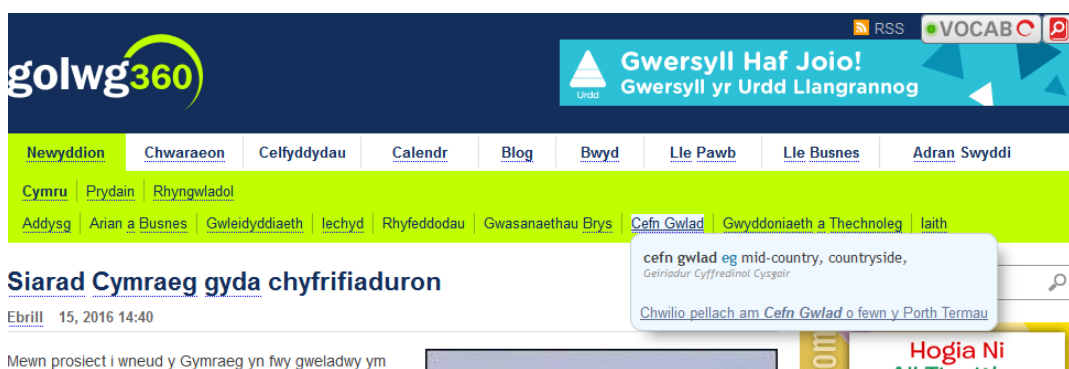 RSS VOCAB
golwg360
Gwersyll Haf Joio!
Urdd Gwersyll yr Urdd Llangrannog
Newyddion Chwaraeon Celfyddydau Calendr Blog Bwyd Lle Pawb Lle Busnes Adran Swyddi
Cymru Prydain Rhyngwladol
Addysg Arian a Busnes Gwleidyddiaeth Iechyd Rhyfeddodau Gwasanaethau Brys Cefn Gwlad Gwyddoniaeth a Thechnoleg Iaith
cefn gwlad eg mid-country, countryside,
Geiriadur Cyffredinol Cysgair
Chwilio pellach am Cefn Gwlad o fewn y Porth Termau
Siarad Cymraeg gyda chyfrifiaduron
Ebrill 15, 2016 14:40
Mewn prosiect i wneud y Gymraeg yn fwy gweladwy ym
om
Hogia Ni